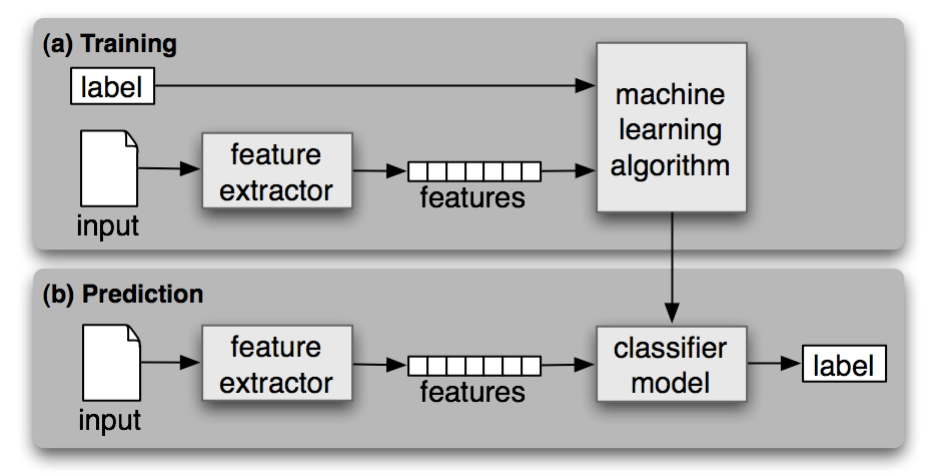 (a) Training
label
machine
learning
algorithm
feature
extractor
features
input
(b) Prediction
feature
extractor
features
input
classifier
model
label